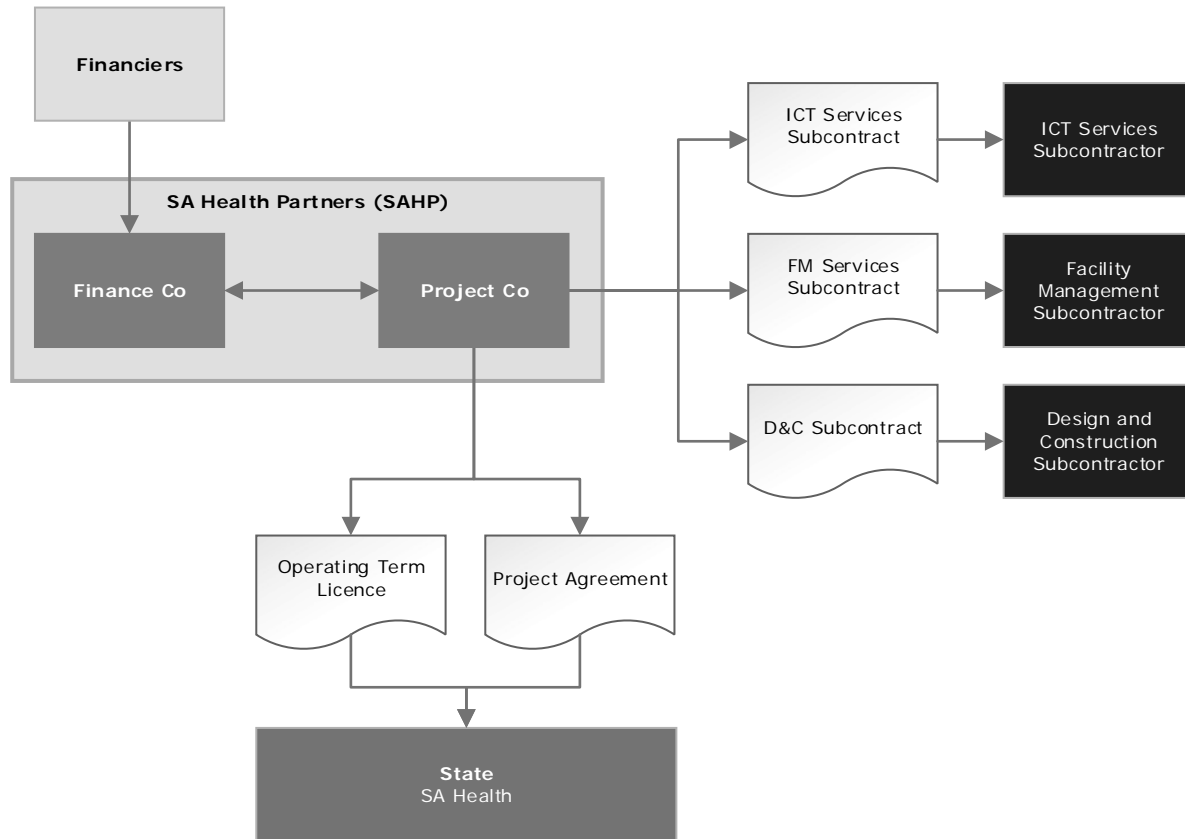 Financiers
SA Health Partners (SAHP)
Finance Co
Project Co
ICT Services
Subcontract
ICT Services
Subcontractor
FM Services
Subcontract
Facility
Management
Subcontractor
D&C Subcontract
Design and
Construction
Subcontractor
Operating Term
Licence
Project Agreement
State
SA Health